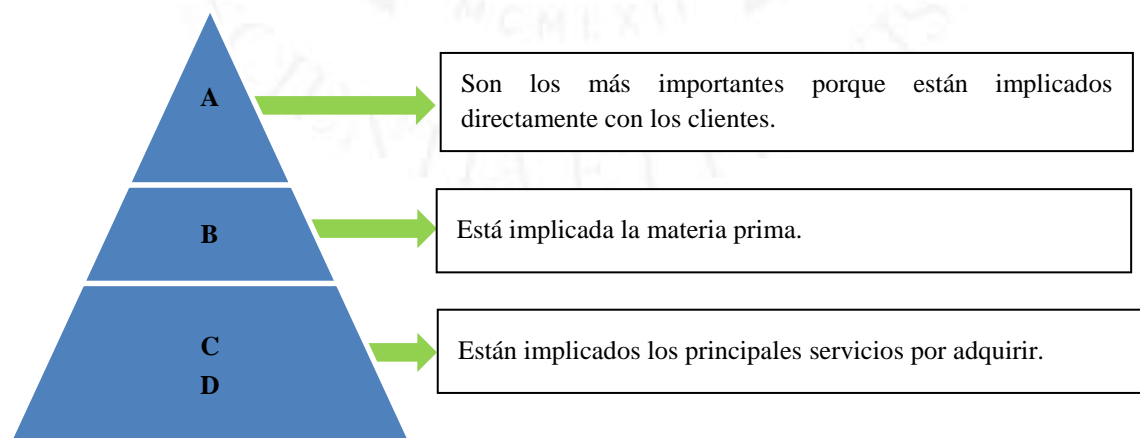 A
Son los más importantes porque están implicados
directamente con los clientes.
B
Está implicada la materia prima.
C
Están implicados los principales servicios por adquirir.
D